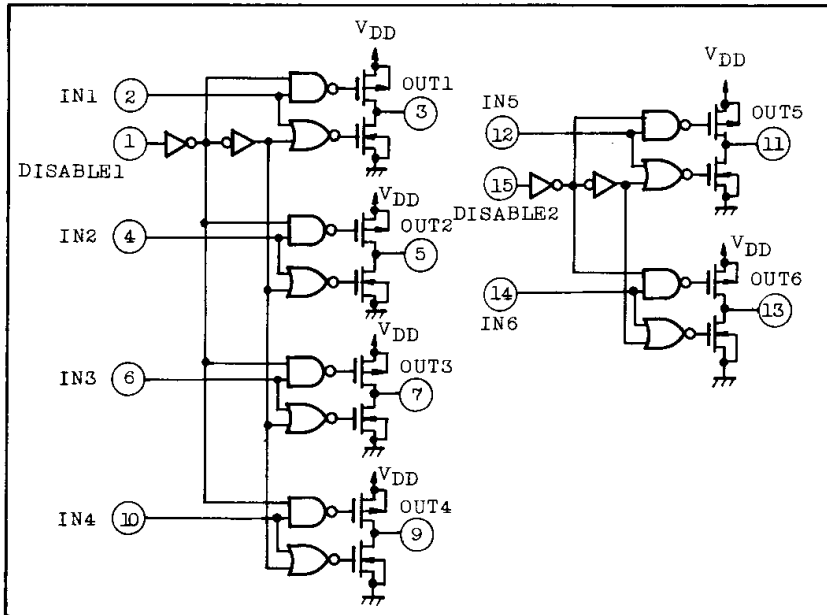 VDD
IN1 2 OUT1 3
1
DISABLE1
VDD
IN2 4 OUT2 5
VDD
IN3 6 OUT3 7
VDD
IN4 10 OUT4 9
VDD
IN5 OUT5
12 11
15
DISABLE2
VDD
OUT6
14 13
IN6